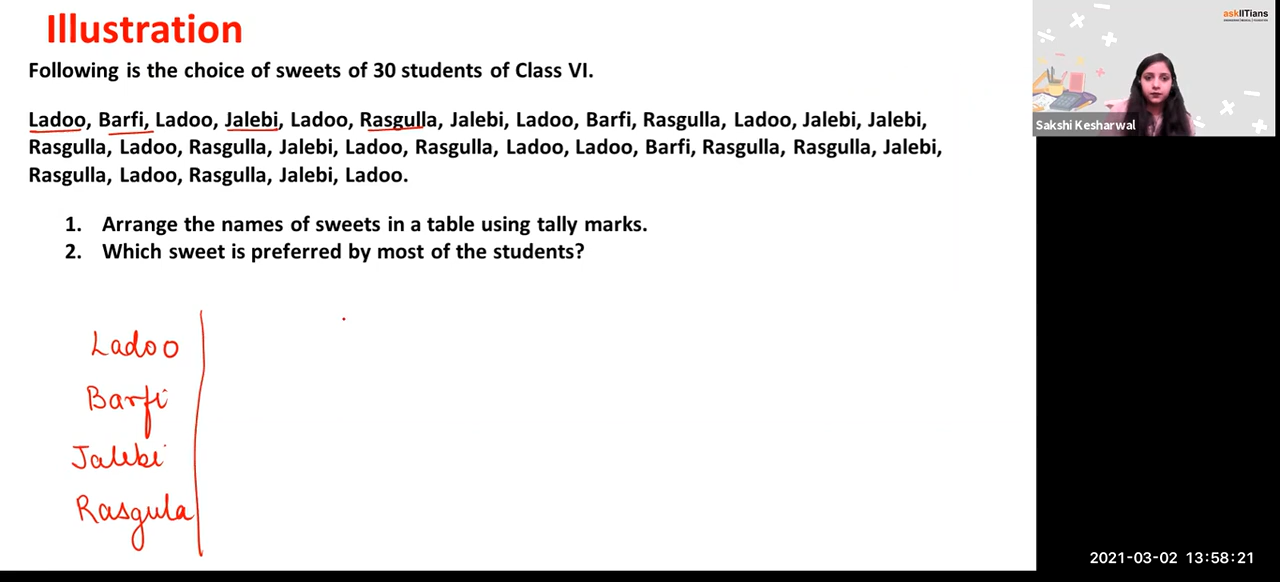 Illustration
askIITians
Following is the choice of sweets of 30 students of Class VI.
Ladoo, Barfi, Ladoo, Jalebi, Ladoo, Rasgulla, Jalebi, Ladoo, Barfi, Rasgulla, Ladoo, Jalebi, Jalebi,
Rasgulla, Ladoo, Rasgulla, Jalebi, Ladoo, Rasgulla, Ladoo, Ladoo, Barfi, Rasgulla, Rasgulla, Jalebi,
Rasgulla, Ladoo, Rasgulla, Jalebi, Ladoo.
Sakshi Kesharwal
1. Arrange the names of sweets in a table using tally marks.
2. Which sweet is preferred by most of the students?
Ladoo
Barfi
Jalebi
Rasgula
2021-03-02 13:58:21